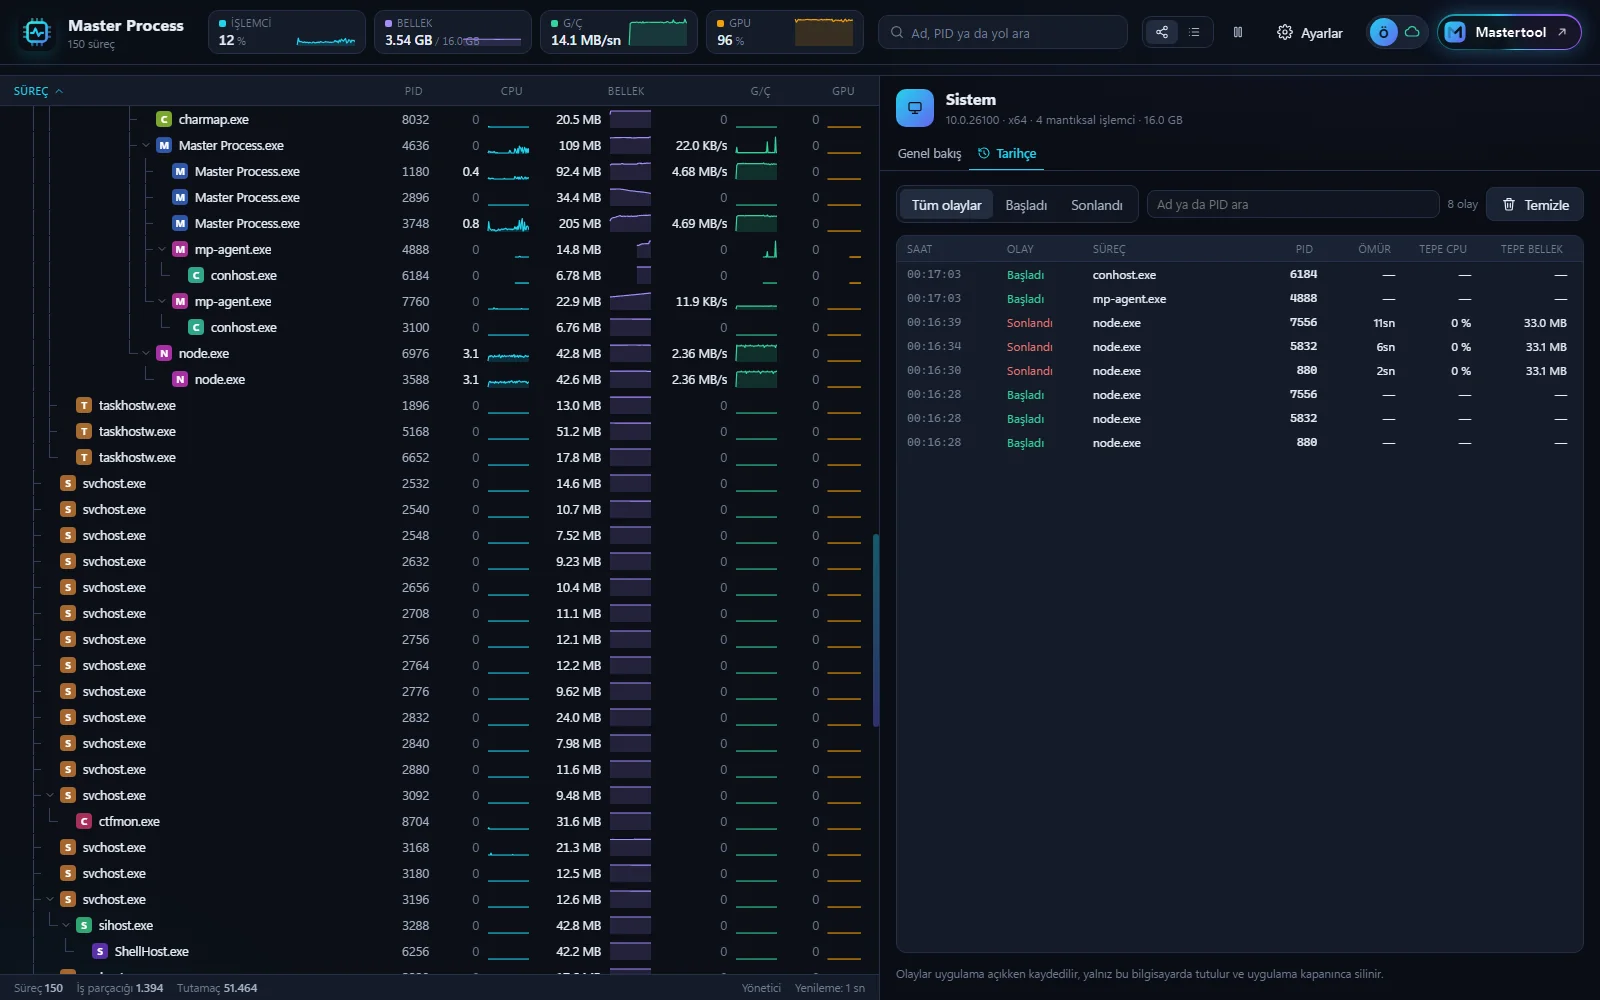 Master Process
150 süreç
İŞLEMCİ
12 %
BELLEK
3.54 GB / 16.0 GB
G/Ç
14.1 MB/sn
GPU
96 %
Ad, PID ya da yol ara
Ayarlar
ö
Mastertool
SÜREÇ PID CPU BELLEK G/Ç GPU
C charmap.exe 8032 0 20.5 MB 0 0
M Master Process.exe 4636 0 109 MB 22.0 KB/s 0
M Master Process.exe 1180 0.4 92.4 MB 4.68 MB/s 0
M Master Process.exe 2896 0 34.4 MB 0 0
M Master Process.exe 3748 0.8 205 MB 4.69 MB/s 0
M mp-agent.exe 4888 0 14.8 MB 0 0
C conhost.exe 6184 0 6.78 MB 0 0
M mp-agent.exe 7760 0 22.9 MB 11.9 KB/s 0
C conhost.exe 3100 0 6.76 MB 0 0
N node.exe 6976 3.1 42.8 MB 2.36 MB/s 0
N node.exe 3588 3.1 42.6 MB 2.36 MB/s 0
T taskhostw.exe 1896 0 13.0 MB 0 0
T taskhostw.exe 5168 0 51.2 MB 0 0
T taskhostw.exe 6652 0 17.8 MB 0 0
S svchost.exe 2532 0 14.6 MB 0 0
S svchost.exe 2540 0 10.7 MB 0 0
S svchost.exe 2548 0 7.52 MB 0 0
S svchost.exe 2632 0 9.23 MB 0 0
S svchost.exe 2656 0 10.4 MB 0 0
S svchost.exe 2708 0 11.1 MB 0 0
S svchost.exe 2756 0 12.1 MB 0 0
S svchost.exe 2764 0 12.2 MB 0 0
S svchost.exe 2776 0 9.62 MB 0 0
S svchost.exe 2832 0 24.0 MB 0 0
S svchost.exe 2840 0 7.98 MB 0 0
S svchost.exe 2880 0 11.6 MB 0 0
S svchost.exe 3092 0 9.48 MB 0 0
C ctfmon.exe 8704 0 31.6 MB 0 0
S svchost.exe 3168 0 21.3 MB 0 0
S svchost.exe 3180 0 12.5 MB 0 0
S svchost.exe 3196 0 12.6 MB 0 0
S sihost.exe 3288 0 42.8 MB 0 0
S ShellHost.exe 6256 0 42.2 MB 0 0
Süreç 150 İş parçacığı 1.394 Tutamaç 51.464 Yönetici Yenileme: 1 sn
Sistem
10.0.26100 · x64 · 4 mantıksal işlemci · 16.0 GB
Genel bakış Tarihçe
Tüm olaylar Başladı Sonlandı Ad ya da PID ara 8 olay Temizle
SAAT OLAY SÜREÇ PID ÖMÜR TEPE CPU TEPE BELLEK
00:17:03 Başladı conhost.exe 6184 — — —
00:17:03 Başladı mp-agent.exe 4888 — — —
00:16:39 Sonlandı node.exe 7556 11sn 0 % 33.0 MB
00:16:34 Sonlandı node.exe 5832 6sn 0 % 33.1 MB
00:16:30 Sonlandı node.exe 880 2sn 0 % 33.1 MB
00:16:28 Başladı node.exe 7556 — — —
00:16:28 Başladı node.exe 5832 — — —
00:16:28 Başladı node.exe 880 — — —
Olaylar uygulama açıkken kaydedilir, yalnız bu bilgisayarda tutulur ve uygulama kapanınca silinir.